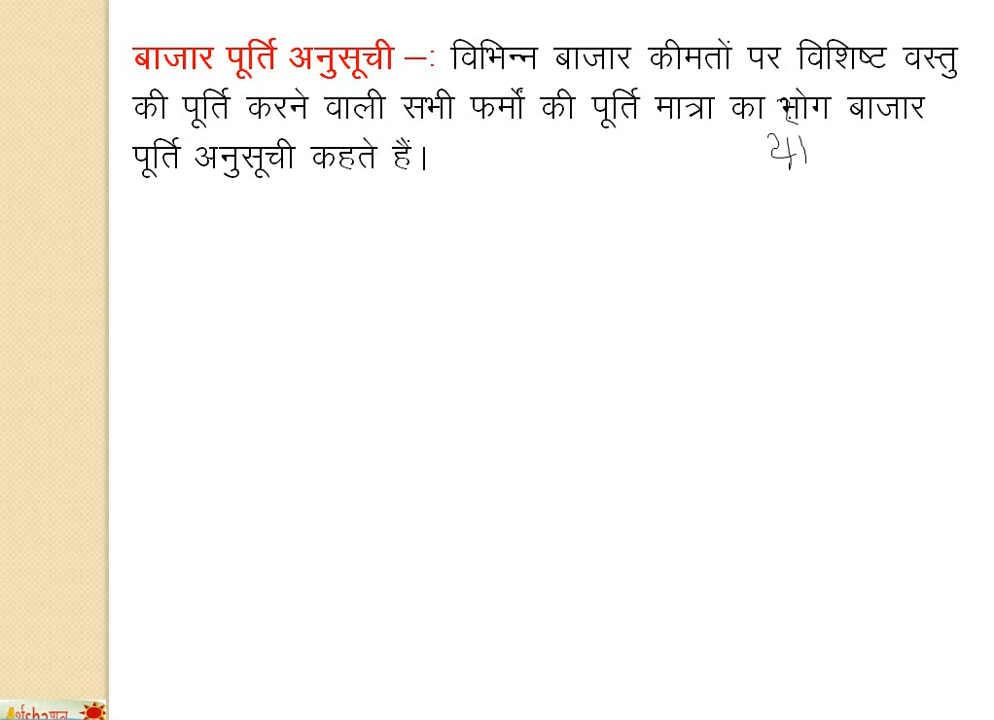 बाजार पूर्ति अनुसूची –: विभिन्न बाजार कीमतों पर विशिष्ट वस्तु
की पूर्ति करने वाली सभी फर्मों की पूर्ति मात्रा का भोग बाजार
पूर्ति अनुसूची कहते हैं।